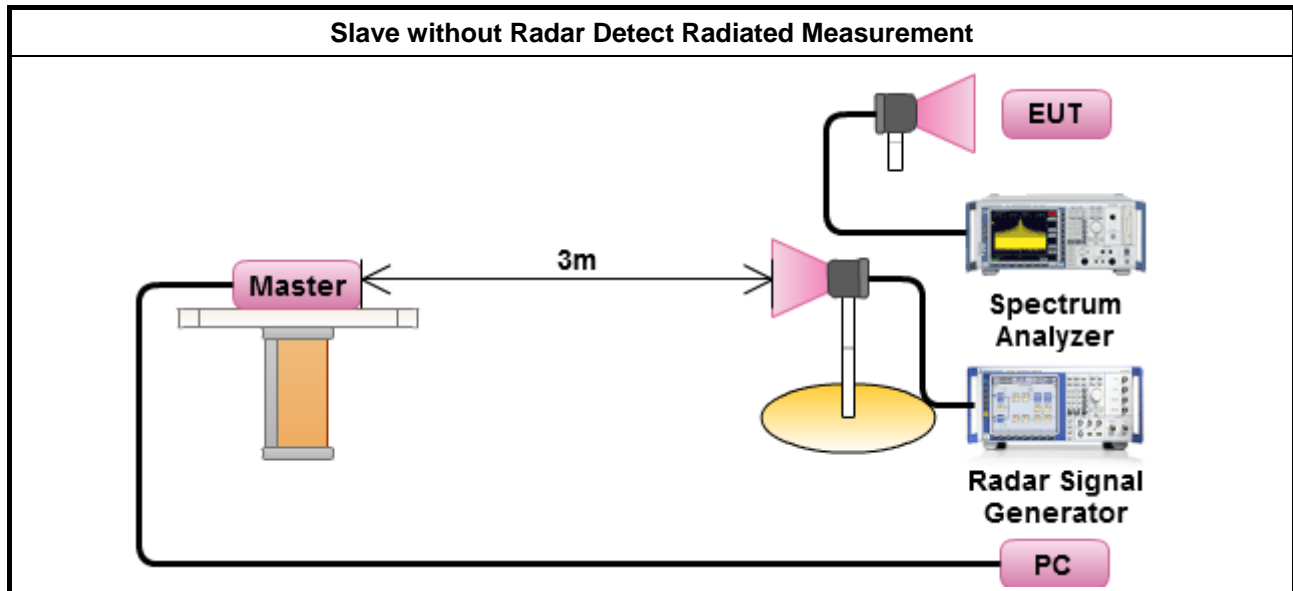 Slave without Radar Detect Radiated Measurement
EUT
3m
Master
Spectrum
Analyzer
Radar Signal
Generator
PC